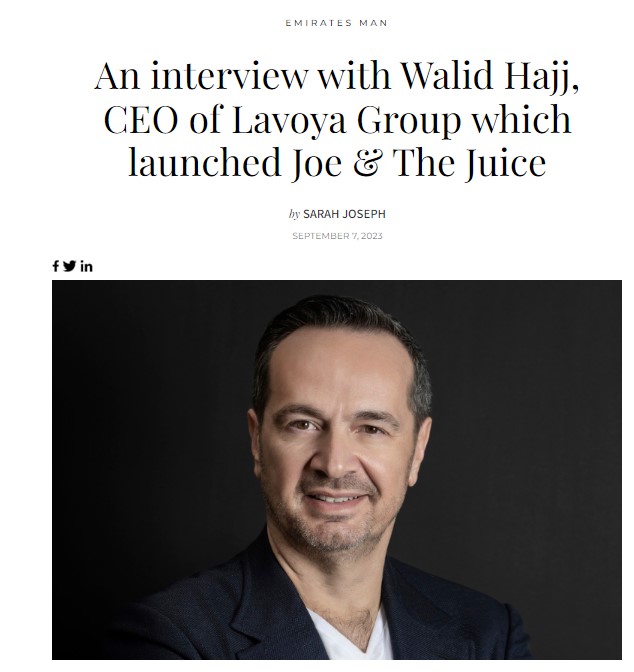 EMIRATES MAN
An interview with Walid Hajj,
CEO of Lavoya Group which
launched Joe & The Juice
by SARAH JOSEPH
SEPTEMBER 7, 2023